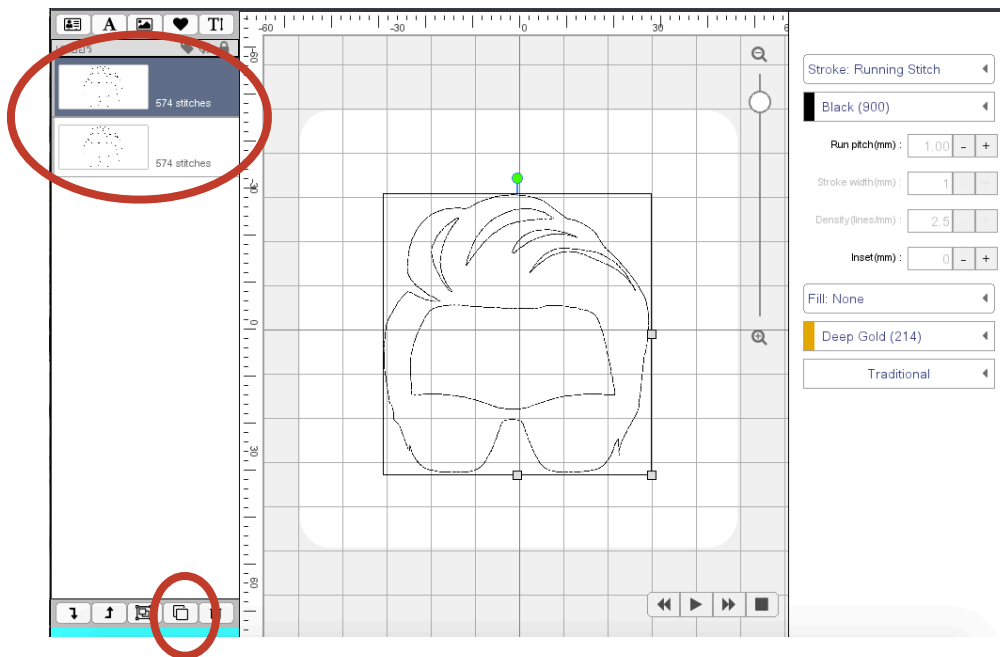 A T
-60 -30 0 6
-60
574 stitches
574 stitches
-30
0
30
60
Stroke: Running Stitch
Black (900)
Run pitch(mm) : 1.00 - +
Stroke width(mm) : 1 - +
Density(lines/mm) : 2.5 - +
Inset(mm) : 0 - +
Fill: None
Deep Gold (214)
Traditional